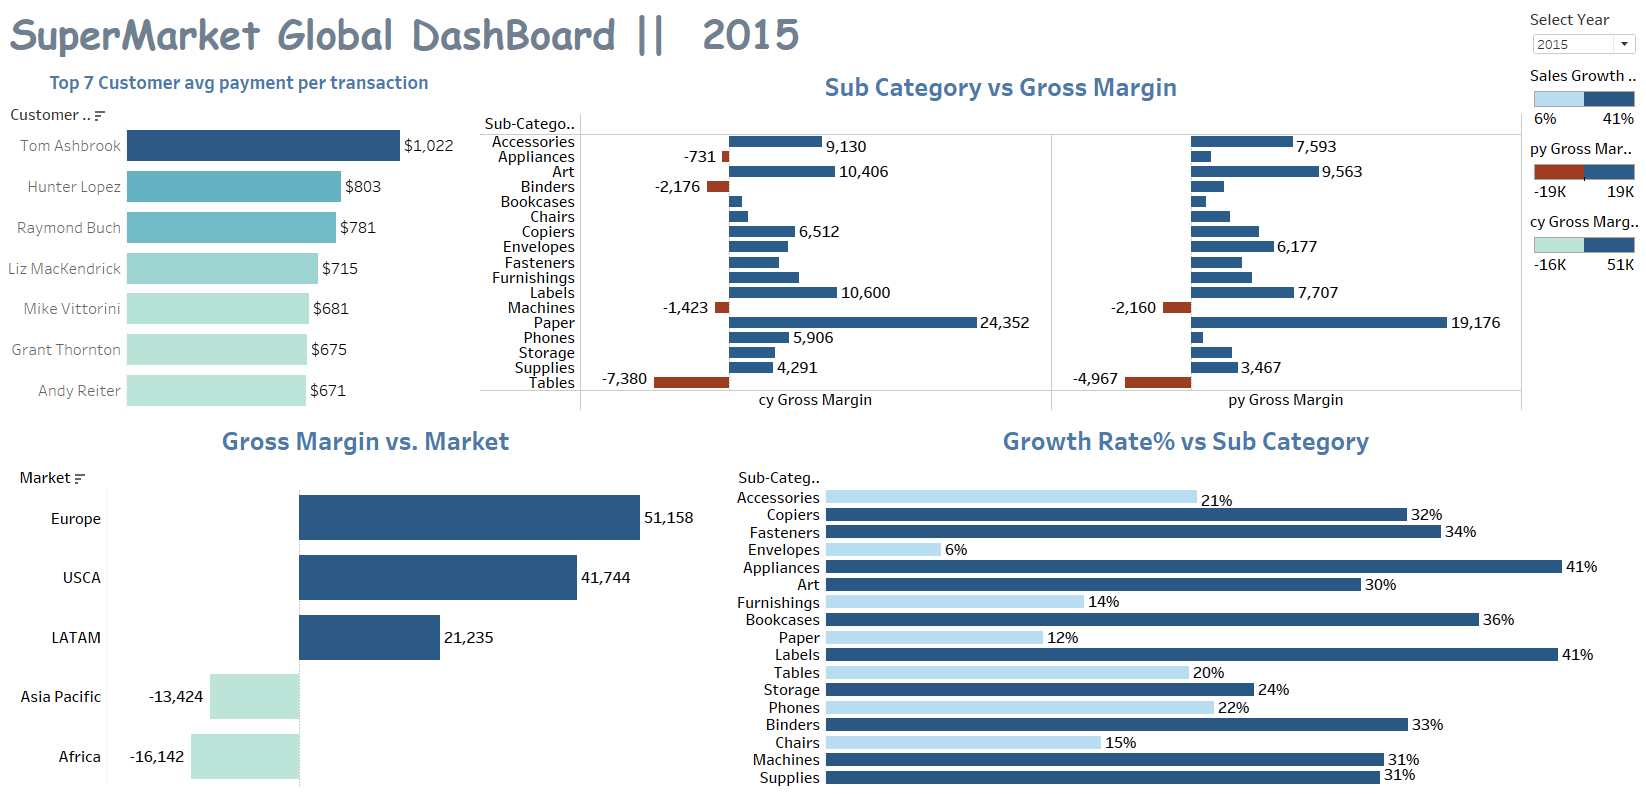 SuperMarket Global DashBoard || 2015
Select Year
2015
Top 7 Customer avg payment per transaction
Customer ..
Tom Ashbrook $1,022
Hunter Lopez $803
Raymond Buch $781
Liz MacKendrick $715
Mike Vittorini $681
Grant Thornton $675
Andy Reiter $671
Sub Category vs Gross Margin
Sub-Catego..
Accessories 9,130 7,593
Appliances -731
Art 10,406 9,563
Binders -2,176
Bookcases
Chairs
Copiers 6,512
Envelopes 6,177
Fasteners
Furnishings
Labels 10,600 7,707
Machines -1,423 -2,160
Paper 24,352 19,176
Phones 5,906
Storage
Supplies 4,291 3,467
Tables -7,380 -4,967
cy Gross Margin py Gross Margin
Sales Growth ..
6% 41%
py Gross Mar..
-19K 19K
cy Gross Marg..
-16K 51K
Gross Margin vs. Market
Market
Europe 51,158
USCA 41,744
LATAM 21,235
Asia Pacific -13,424
Africa -16,142
Growth Rate% vs Sub Category
Sub-Categ..
Accessories 21%
Copiers 32%
Fasteners 34%
Envelopes 6%
Appliances 41%
Art 30%
Furnishings 14%
Bookcases 36%
Paper 12%
Labels 41%
Tables 20%
Storage 24%
Phones 22%
Binders 33%
Chairs 15%
Machines 31%
Supplies 31%